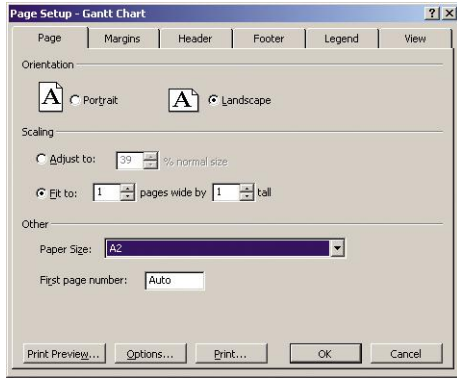 Page Setup - Gantt Chart
Page Margins Header Footer Legend View
Orientation
A Portrait A Landscape
Scaling
Adjust to: 39 % normal size
Fit to: 1 pages wide by 1 tall
Other
Paper Size: A2
First page number: Auto
Print Preview... Options... Print... OK Cancel